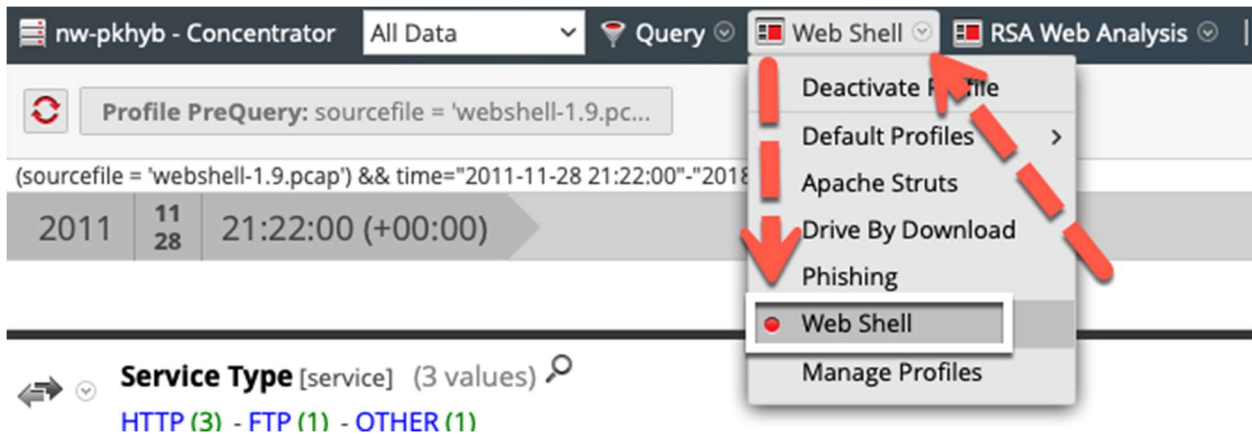 nw-pkhyb - Concentrator All Data Query Web Shell RSA Web Analysis
Deactivate
Profile PreQuery: sourcefile = 'webshell-1.9.pc...
Default Profiles
(sourcefile = 'webshell-1.9.pcap') && time="2011-11-28 21:22:00"-"2018
Apache Struts
2011 11 28 21:22:00 (+00:00)
Drive By Download
Phishing
Web Shell
Manage Profiles
Service Type [service] (3 values)
HTTP (3) - FTP (1) - OTHER (1)